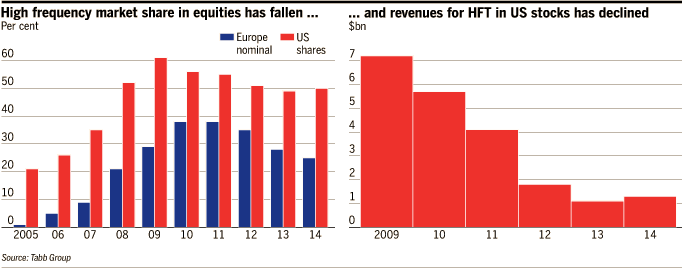 High frequency market share in equities has fallen ...
Per cent
Europe nominal
US shares
60
50
40
30
20
10
0
2005 06 07 08 09 10 11 12 13 14
Source: Tabb Group
... and revenues for HFT in US stocks has declined
$bn
7
6
5
4
3
2
1
0
2009 10 11 12 13 14